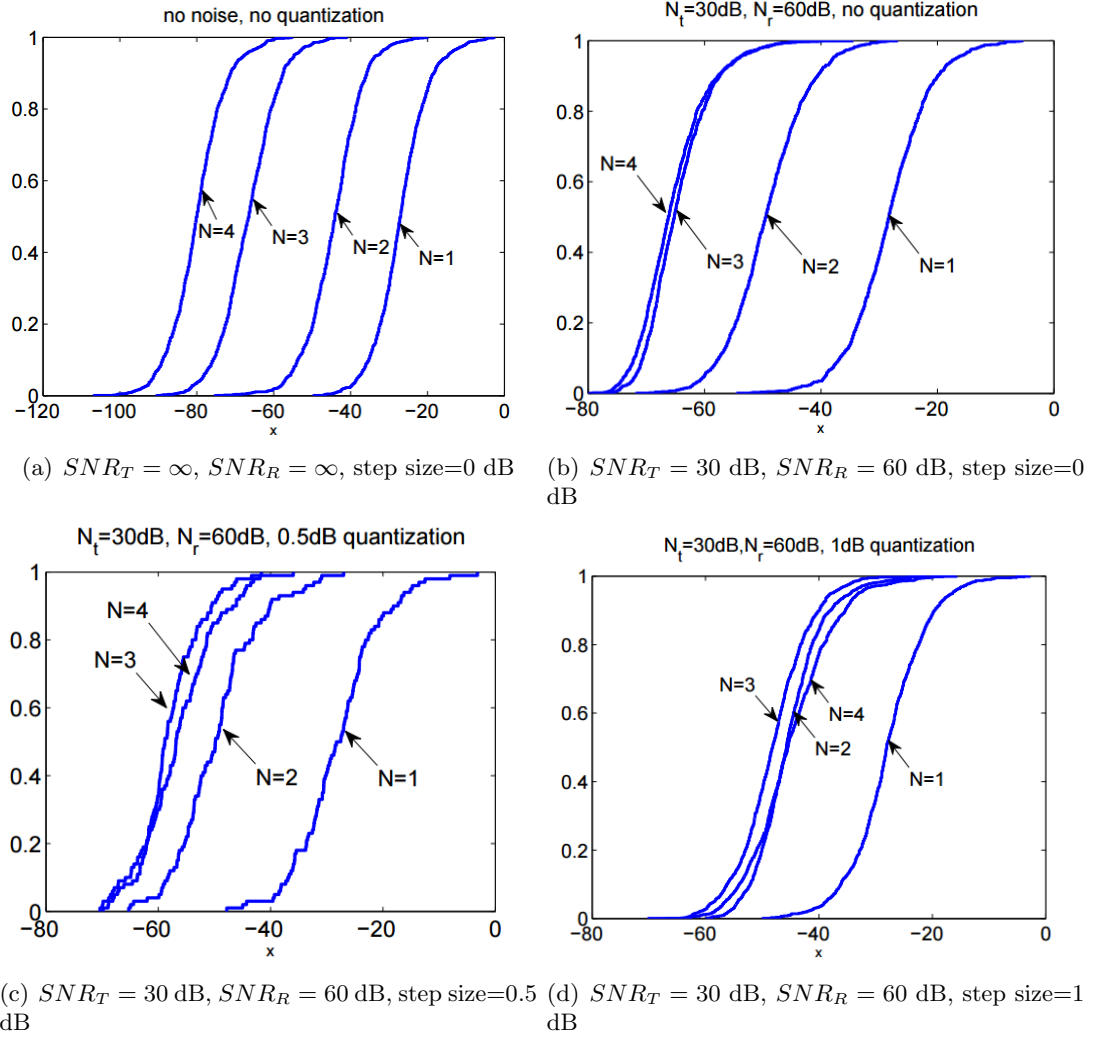 no noise, no quantization
1
0.8
0.6
0.4
0.2
0
N=4
N=3
N=2
N=1
−120
−100
−80
−60
−40
−20
0
x
(a) SNR_T = ∞, SNR_R = ∞, step size=0 dB
N_t=30dB, N_r=60dB, no quantization
1
0.8
0.6
0.4
0.2
0
N=4
N=3
N=2
N=1
−80
−60
−40
−20
0
x
(b) SNR_T = 30 dB, SNR_R = 60 dB, step size=0
dB
N_t=30dB, N_r=60dB, 0.5dB quantization
1
0.8
0.6
0.4
0.2
0
N=4
N=3
N=2
N=1
−80
−60
−40
−20
0
x
(c) SNR_T = 30 dB, SNR_R = 60 dB, step size=0.5
dB
N_t=30dB,N_r=60dB, 1dB quantization
1
0.8
0.6
0.4
0.2
0
N=3
N=4
N=2
N=1
−80
−60
−40
−20
0
x
(d) SNR_T = 30 dB, SNR_R = 60 dB, step size=1
dB